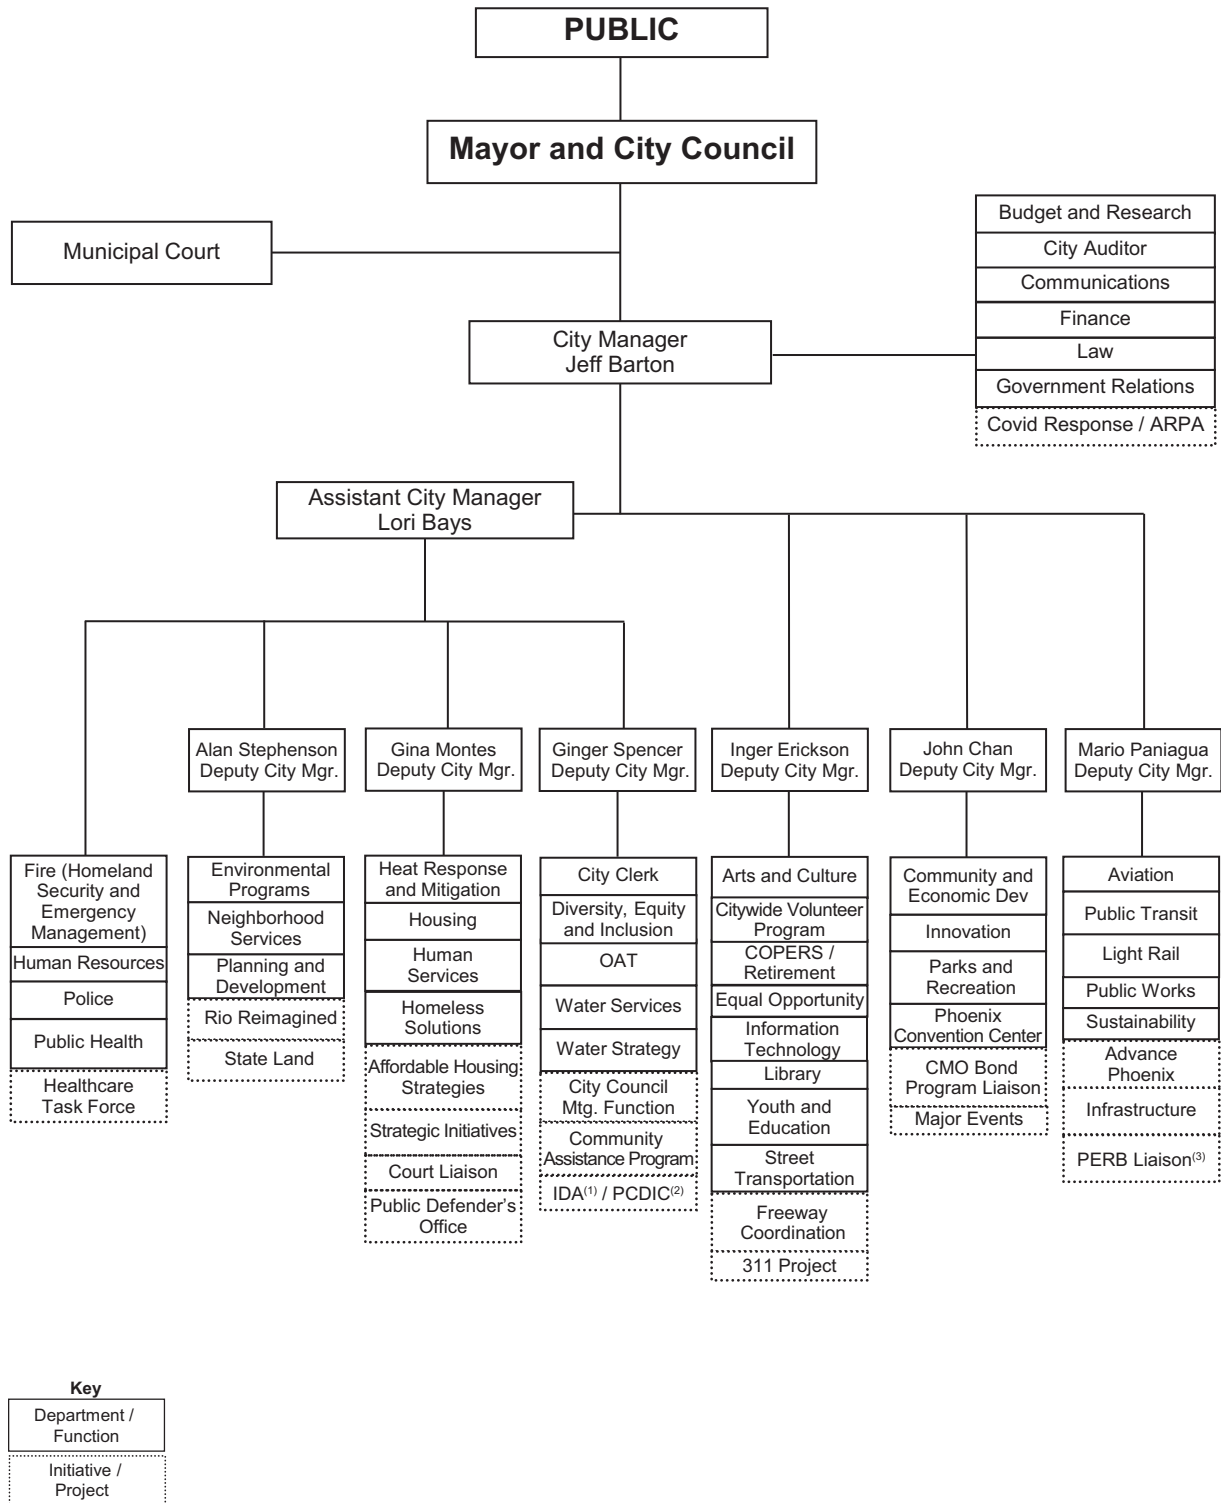 PUBLIC
Mayor and City Council
Municipal Court
Budget and Research
City Auditor
Communications
Finance
Law
Government Relations
Covid Response / ARPA
City Manager
Jeff Barton
Assistant City Manager
Lori Bays
Alan Stephenson
Deputy City Mgr.
Gina Montes
Deputy City Mgr.
Ginger Spencer
Deputy City Mgr.
Inger Erickson
Deputy City Mgr.
John Chan
Deputy City Mgr.
Mario Paniagua
Deputy City Mgr.
Fire (Homeland
Security and
Emergency
Management)
Human Resources
Police
Public Health
Healthcare
Task Force
Environmental
Programs
Neighborhood
Services
Planning and
Development
Rio Reimagined
State Land
Heat Response
and Mitigation
Housing
Human
Services
Homeless
Solutions
Affordable Housing
Strategies
Strategic Initiatives
Court Liaison
Public Defender's
Office
City Clerk
Diversity, Equity
and Inclusion
OAT
Water Services
Water Strategy
City Council
Mtg. Function
Community
Assistance Program
IDA(1) / PCDIC(2)
Arts and Culture
Citywide Volunteer
Program
COPERS /
Retirement
Equal Opportunity
Information
Technology
Library
Youth and
Education
Street
Transportation
Freeway
Coordination
311 Project
Community and
Economic Dev
Innovation
Parks and
Recreation
Phoenix
Convention Center
CMO Bond
Program Liaison
Major Events
Aviation
Public Transit
Light Rail
Public Works
Sustainability
Advance
Phoenix
Infrastructure
PERB Liaison(3)
Key
Department /
Function
Initiative /
Project